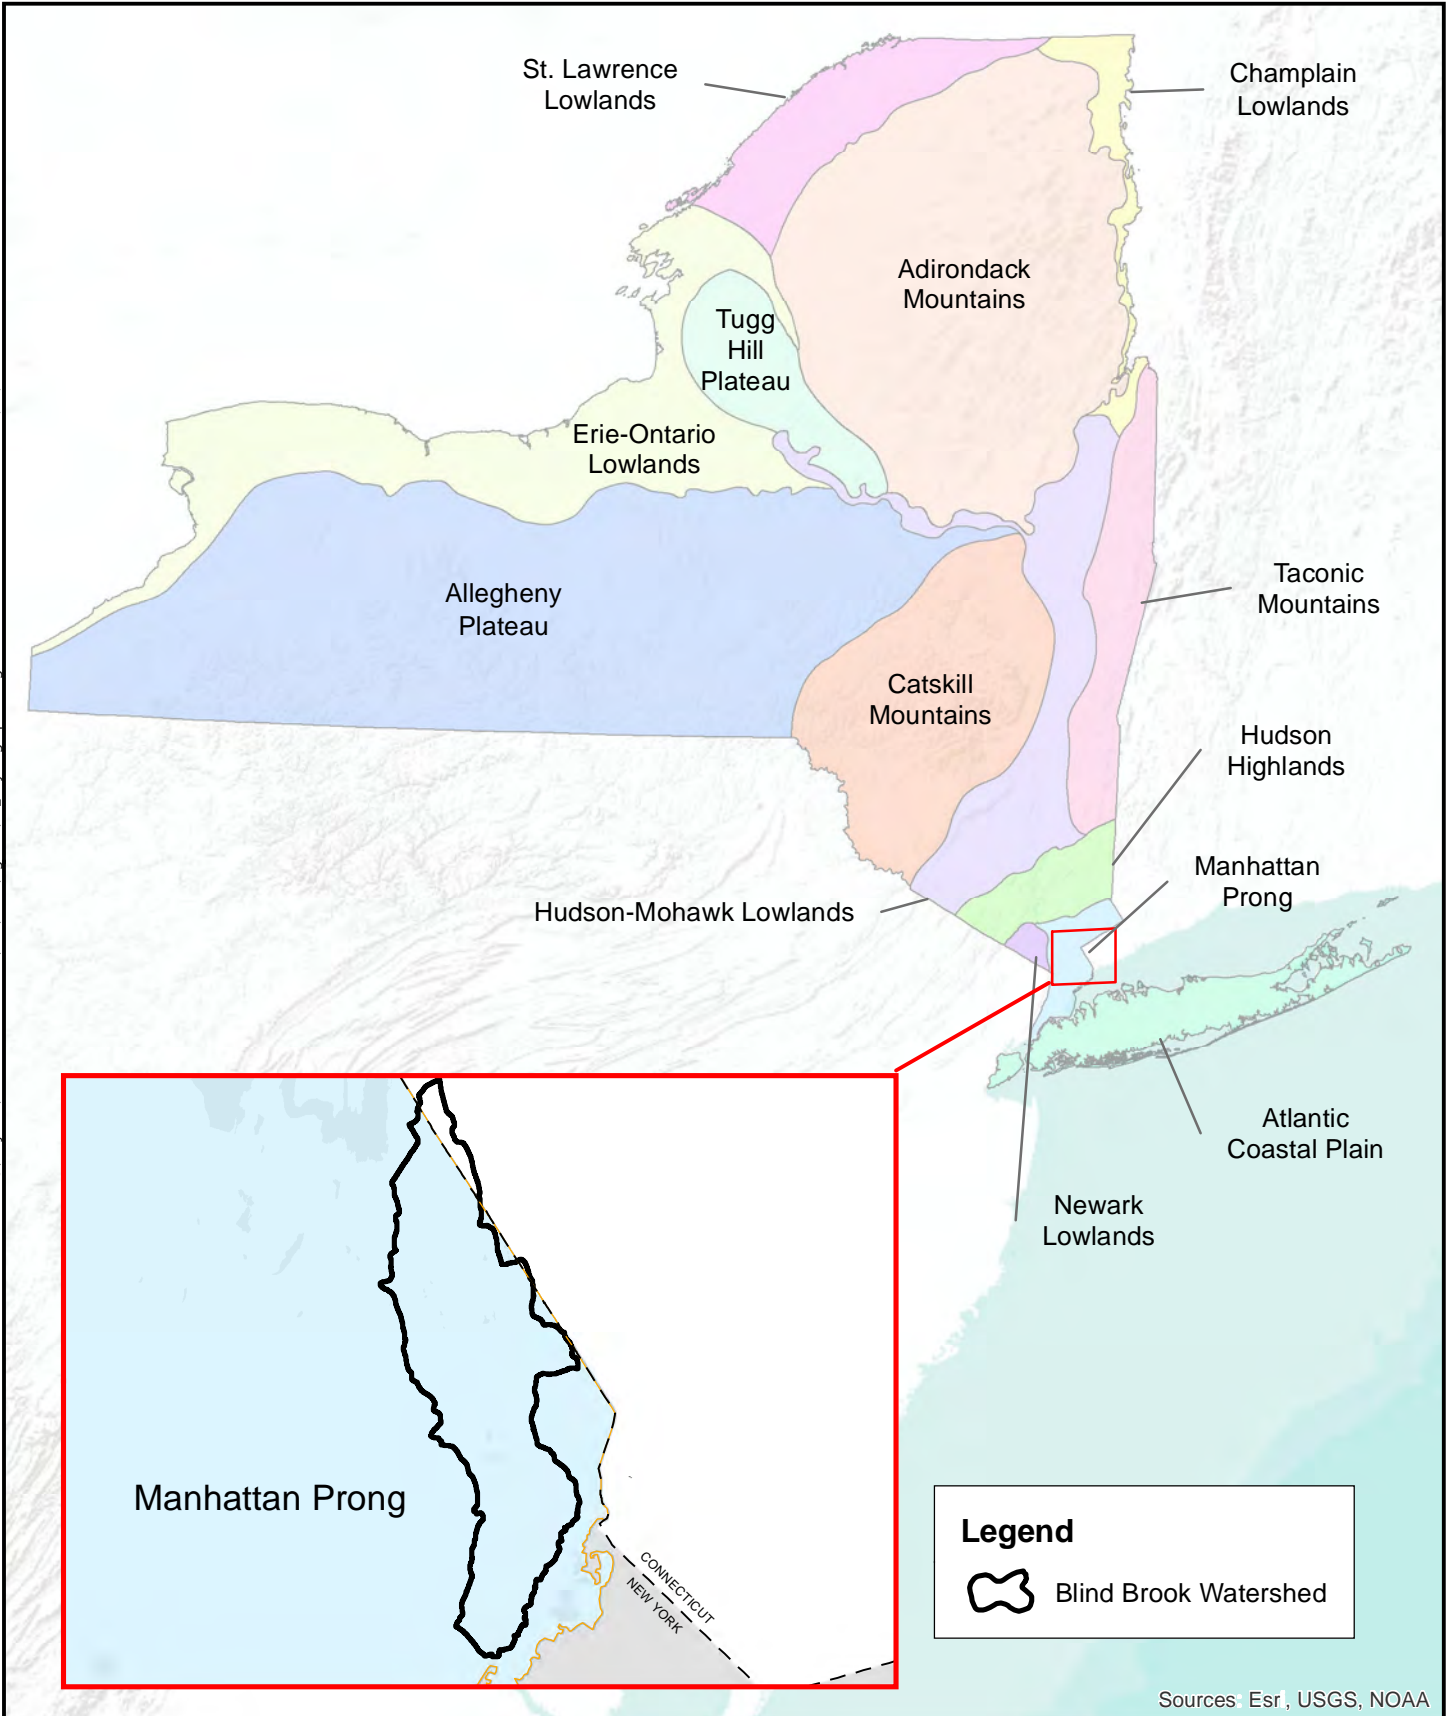 St. Lawrence
Lowlands
Champlain
Lowlands
Adirondack
Mountains
Tugg
Hill
Plateau
Erie-Ontario
Lowlands
Allegheny
Plateau
Taconic
Mountains
Catskill
Mountains
Hudson
Highlands
Manhattan
Prong
Hudson-Mohawk Lowlands
Atlantic
Coastal Plain
Newark
Lowlands
Manhattan Prong
CONNECTICUT
NEW YORK
Legend
Blind Brook Watershed
Sources: Esri, USGS, NOAA